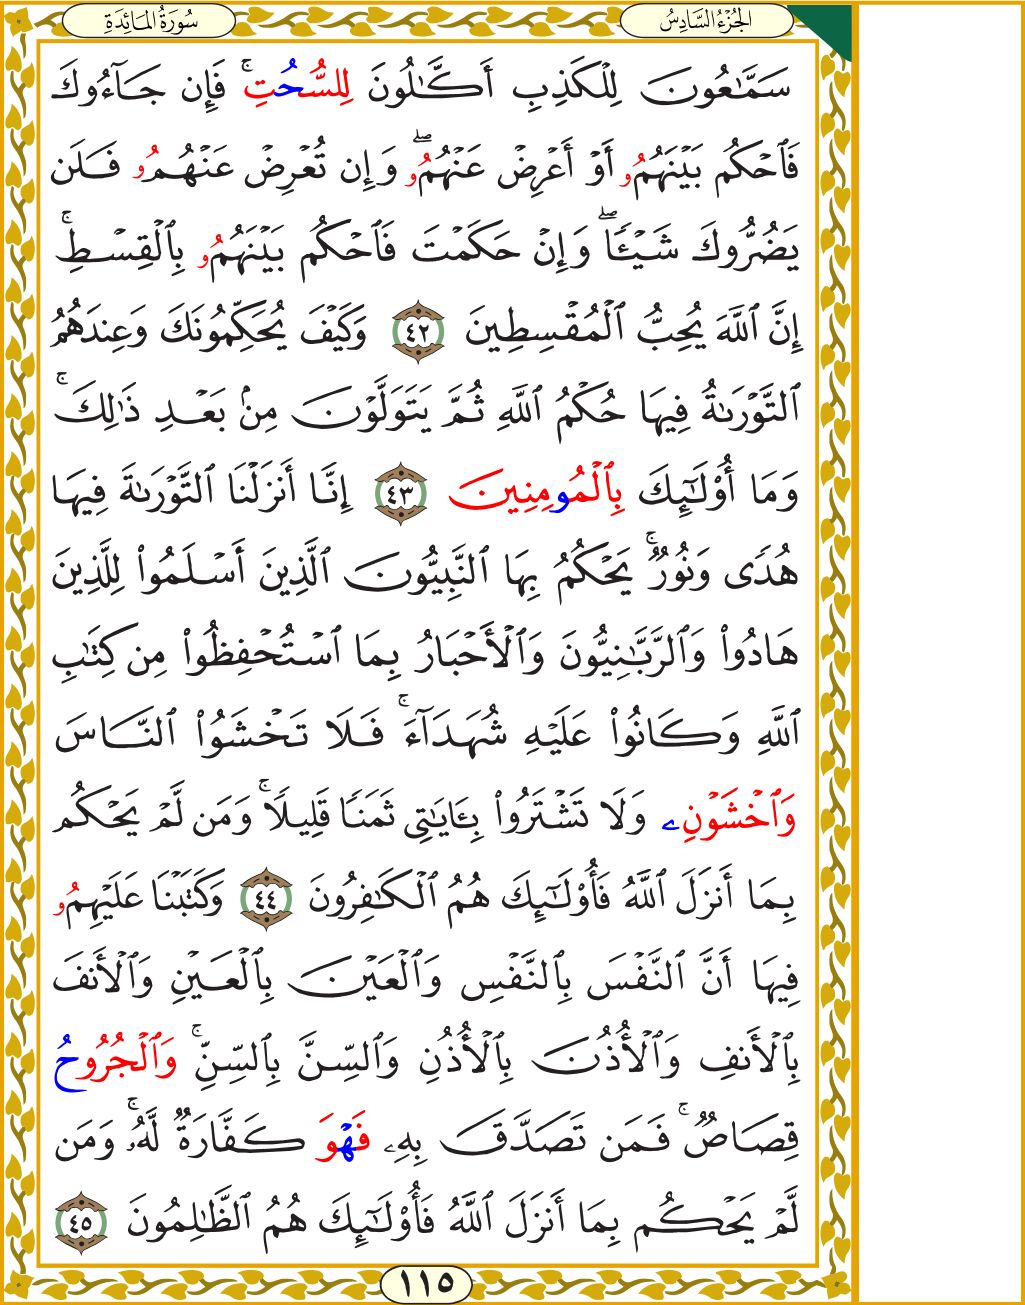 الجُزْءُ السَّادِسُ
سُورَةُ المَائِدَةِ
سَمَّـٰعُونَ لِلۡكَذِبِ أَكَّـٰلُونَ لِلسُّحُتِۚ فَإِن جَآءُوكَ
فَٱحۡكُم بَيۡنَهُمُۥ أَوۡ أَعۡرِضۡ عَنۡهُمُۥۖ وَإِن تُعۡرِضۡ عَنۡهُمُۥ فَلَن
يَضُرُّوكَ شَيۡـٔٗاۖ وَإِنۡ حَكَمۡتَ فَٱحۡكُم بَيۡنَهُمُۥ بِٱلۡقِسۡطِۚ
إِنَّ ٱللَّهَ يُحِبُّ ٱلۡمُقۡسِطِينَ ٤٢ وَكَيۡفَ يُحَكِّمُونَكَ وَعِندَهُمُ
ٱلتَّوۡرَىٰةُ فِيهَا حُكۡمُ ٱللَّهِ ثُمَّ يَتَوَلَّوۡنَ مِنۢ بَعۡدِ ذَٰلِكَۚ
وَمَا أُوْلَـٰٓئِكَ بِٱلۡمُومِنِينَ ٤٣ إِنَّا أَنزَلۡنَا ٱلتَّوۡرَىٰةَ فِيهَا
هُدٗى وَنُورٞۚ يَحۡكُمُ بِهَا ٱلنَّبِيُّونَ ٱلَّذِينَ أَسۡلَمُواْ لِلَّذِينَ
هَادُواْ وَٱلرَّبَّـٰنِيُّونَ وَٱلۡأَحۡبَارُ بِمَا ٱسۡتُحۡفِظُواْ مِن كِتَـٰبِ
ٱللَّهِ وَكَانُواْ عَلَيۡهِ شُهَدَآءَۚ فَلَا تَخۡشَوُاْ ٱلنَّاسَ
وَٱخۡشَوۡنِۦ وَلَا تَشۡتَرُواْ بِـَٔايَـٰتِي ثَمَنٗا قَلِيلٗاۚ وَمَن لَّمۡ يَحۡكُم
بِمَا أَنزَلَ ٱللَّهُ فَأُوْلَـٰٓئِكَ هُمُ ٱلۡكَـٰفِرُونَ ٤٤ وَكَتَبۡنَا عَلَيۡهِمُۥ
فِيهَا أَنَّ ٱلنَّفۡسَ بِٱلنَّفۡسِ وَٱلۡعَيۡنَ بِٱلۡعَيۡنِ وَٱلۡأَنفَ
بِٱلۡأَنفِ وَٱلۡأُذُنَ بِٱلۡأُذُنِ وَٱلسِّنَّ بِٱلسِّنِّۚ وَٱلۡجُرُوحُ
قِصَاصٞۚ فَمَن تَصَدَّقَ بِهِۦ فَهۡوَ كَفَّارَةٞ لَّهُۥۚ وَمَن
لَّمۡ يَحۡكُم بِمَا أَنزَلَ ٱللَّهُ فَأُوْلَـٰٓئِكَ هُمُ ٱلظَّـٰلِمُونَ ٤٥
١١٥